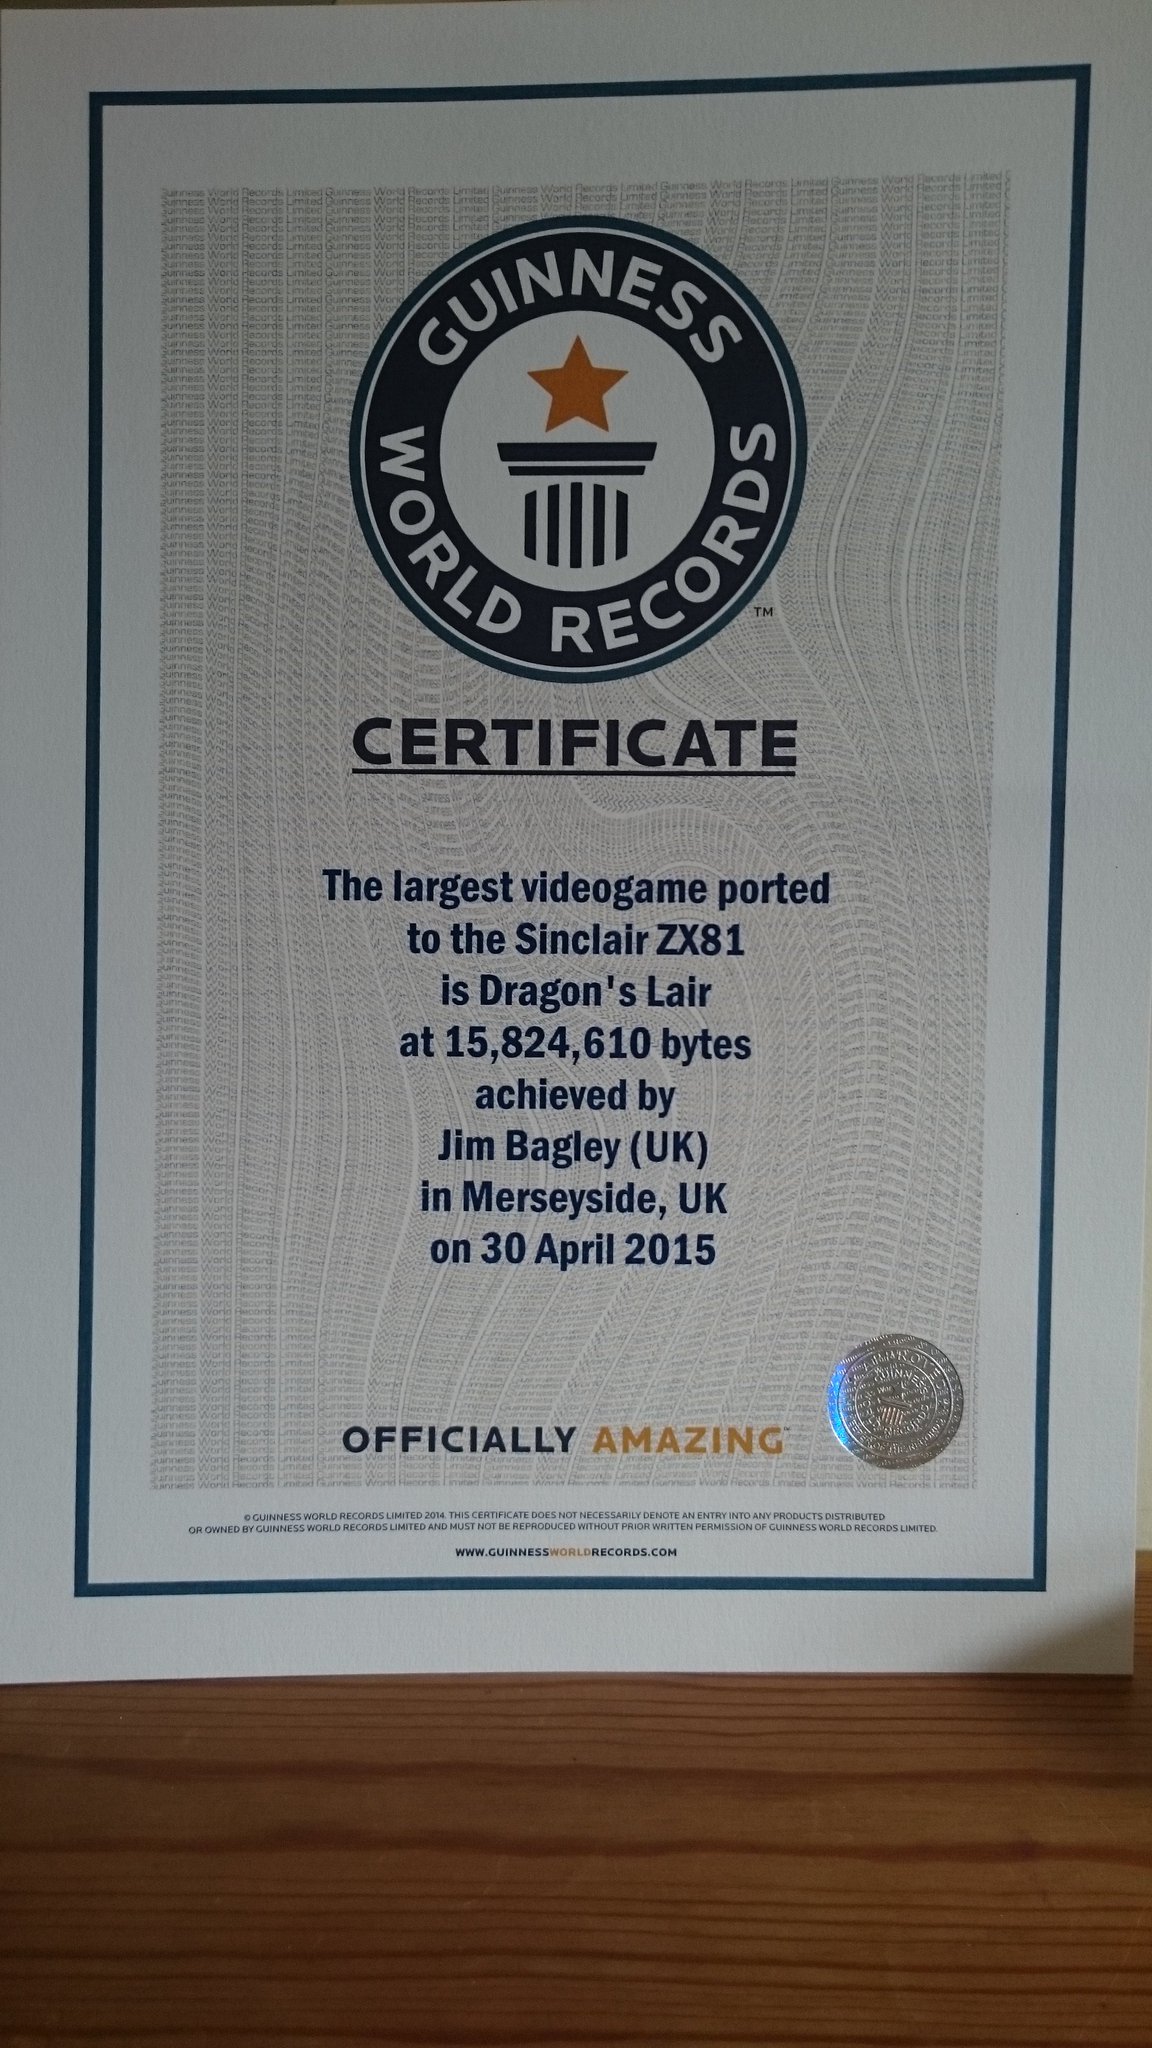 GUINNESS
WORLD RECORDS
TM
CERTIFICATE
The largest videogame ported
to the Sinclair ZX81
is Dragon's Lair
at 15,824,610 bytes
achieved by
Jim Bagley (UK)
in Merseyside, UK
on 30 April 2015
OFFICIALLY AMAZING™
© GUINNESS WORLD RECORDS LIMITED 2014. THIS CERTIFICATE DOES NOT NECESSARILY DENOTE AN ENTRY INTO ANY PRODUCTS DISTRIBUTED
OR OWNED BY GUINNESS WORLD RECORDS LIMITED AND MUST NOT BE REPRODUCED WITHOUT PRIOR WRITTEN PERMISSION OF GUINNESS WORLD RECORDS LIMITED.
WWW.GUINNESSWORLDRECORDS.COM